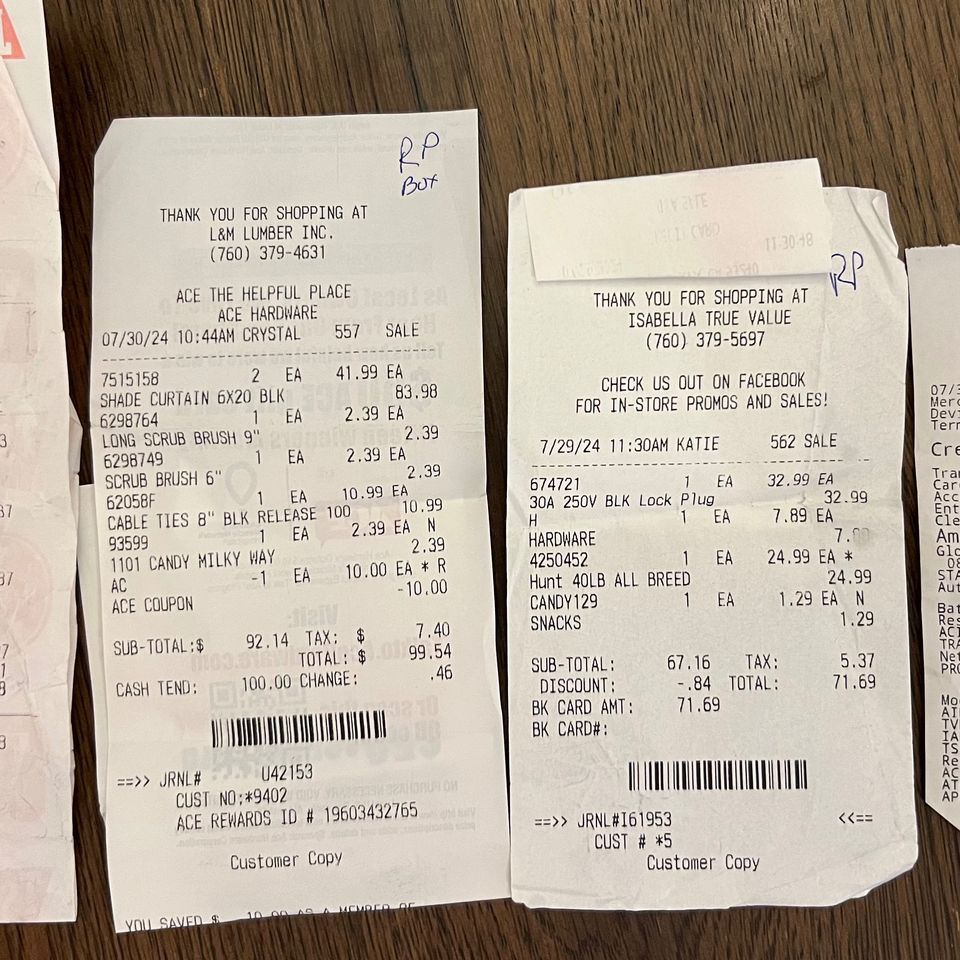 RP
Box
THANK YOU FOR SHOPPING AT
L&M LUMBER INC.
(760) 379-4631
ACE THE HELPFUL PLACE
ACE HARDWARE
07/30/24 10:44AM CRYSTAL 557 SALE
7515158 2 EA 41.99 EA
SHADE CURTAIN 6X20 BLK 83.98
6298764 1 EA 2.39 EA
LONG SCRUB BRUSH 9" 2.39
6298749 1 EA 2.39 EA
SCRUB BRUSH 6" 2.39
62058F 1 EA 10.99 EA
CABLE TIES 8" BLK RELEASE 100 10.99
93599 1 EA 2.39 EA N
1101 CANDY MILKY WAY 2.39
AC -1 EA 10.00 EA * R
ACE COUPON -10.00
SUB-TOTAL:$ 92.14 TAX: $ 7.40
TOTAL: $ 99.54
CASH TEND: 100.00 CHANGE: .46
==>> JRNL# U42153
CUST NO:*9402
ACE REWARDS ID # 19603432765
Customer Copy
YOU SAVED $ 10.00 AS A MEMBER OF
RP
THANK YOU FOR SHOPPING AT
ISABELLA TRUE VALUE
(760) 379-5697
CHECK US OUT ON FACEBOOK
FOR IN-STORE PROMOS AND SALES!
7/29/24 11:30AM KATIE 562 SALE
674721 1 EA 32.99 EA
30A 250V BLK Lock Plug 32.99
H 1 EA 7.89 EA
HARDWARE
4250452 1 EA 24.99 EA *
Hunt 40LB ALL BREED 24.99
CANDY129 1 EA 1.29 EA N
SNACKS 1.29
SUB-TOTAL: 67.16 TAX: 5.37
DISCOUNT: -.84 TOTAL: 71.69
BK CARD AMT: 71.69
BK CARD#:
==>> JRNL#I61953 <<==
CUST # *5
Customer Copy